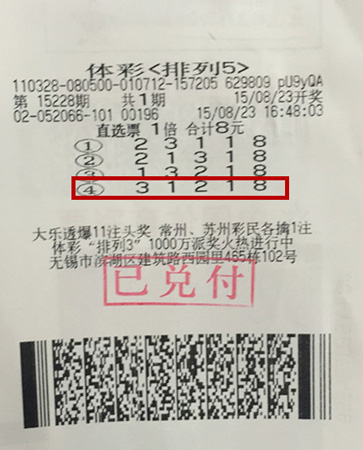 体彩<排列5>
110328-080500-010712-157205 629809 pU9yQA
第 15228期 共1期 15/08/23开奖
02-052066-101 00196 15/08/23 16:48:03
直选票 1倍 合计8元
① 2 3 1 1 8
② 2 1 3 1 8
③ 1 3 2 1 8
④ 3 1 2 1 8
大乐透爆11注头奖 常州、苏州彩民各擒1注
体彩“排列3”1000万派奖火热进行中
无锡市滨湖区建筑路西园里465栋102号
已兑付